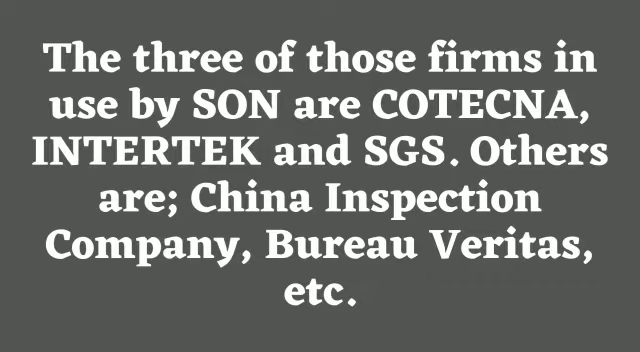 The three of those firms in
use by SON are COTECNA,
INTERTEK and SGS. Others
are; China Inspection
Company, Bureau Veritas,
etc.